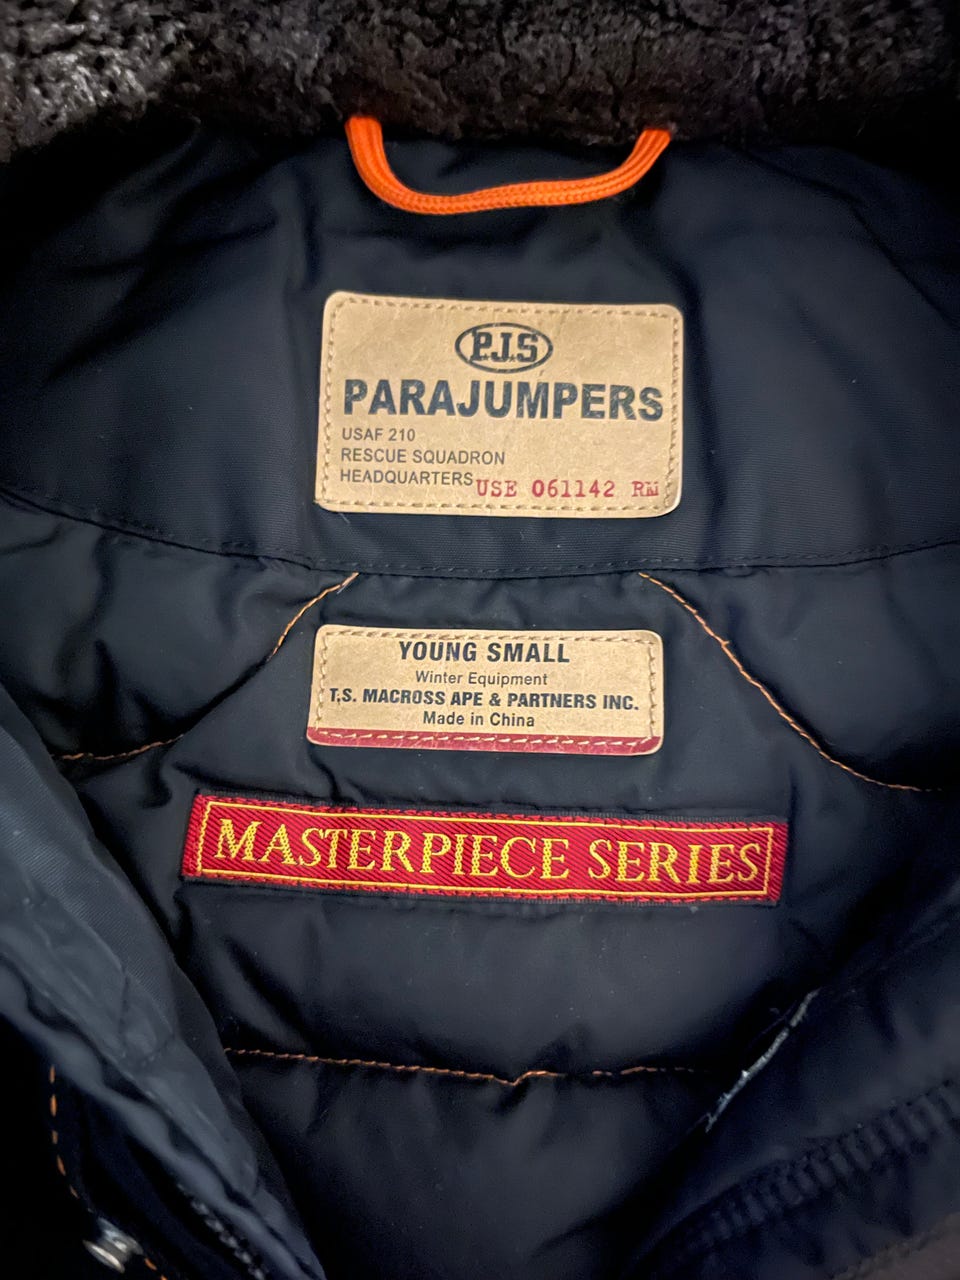 P.J.S
PARAJUMPERS
USAF 210
RESCUE SQUADRON
HEADQUARTERS USE 061142 RM
YOUNG SMALL
Winter Equipment
T.S. MACROSS APE & PARTNERS INC.
Made in China
MASTERPIECE SERIES